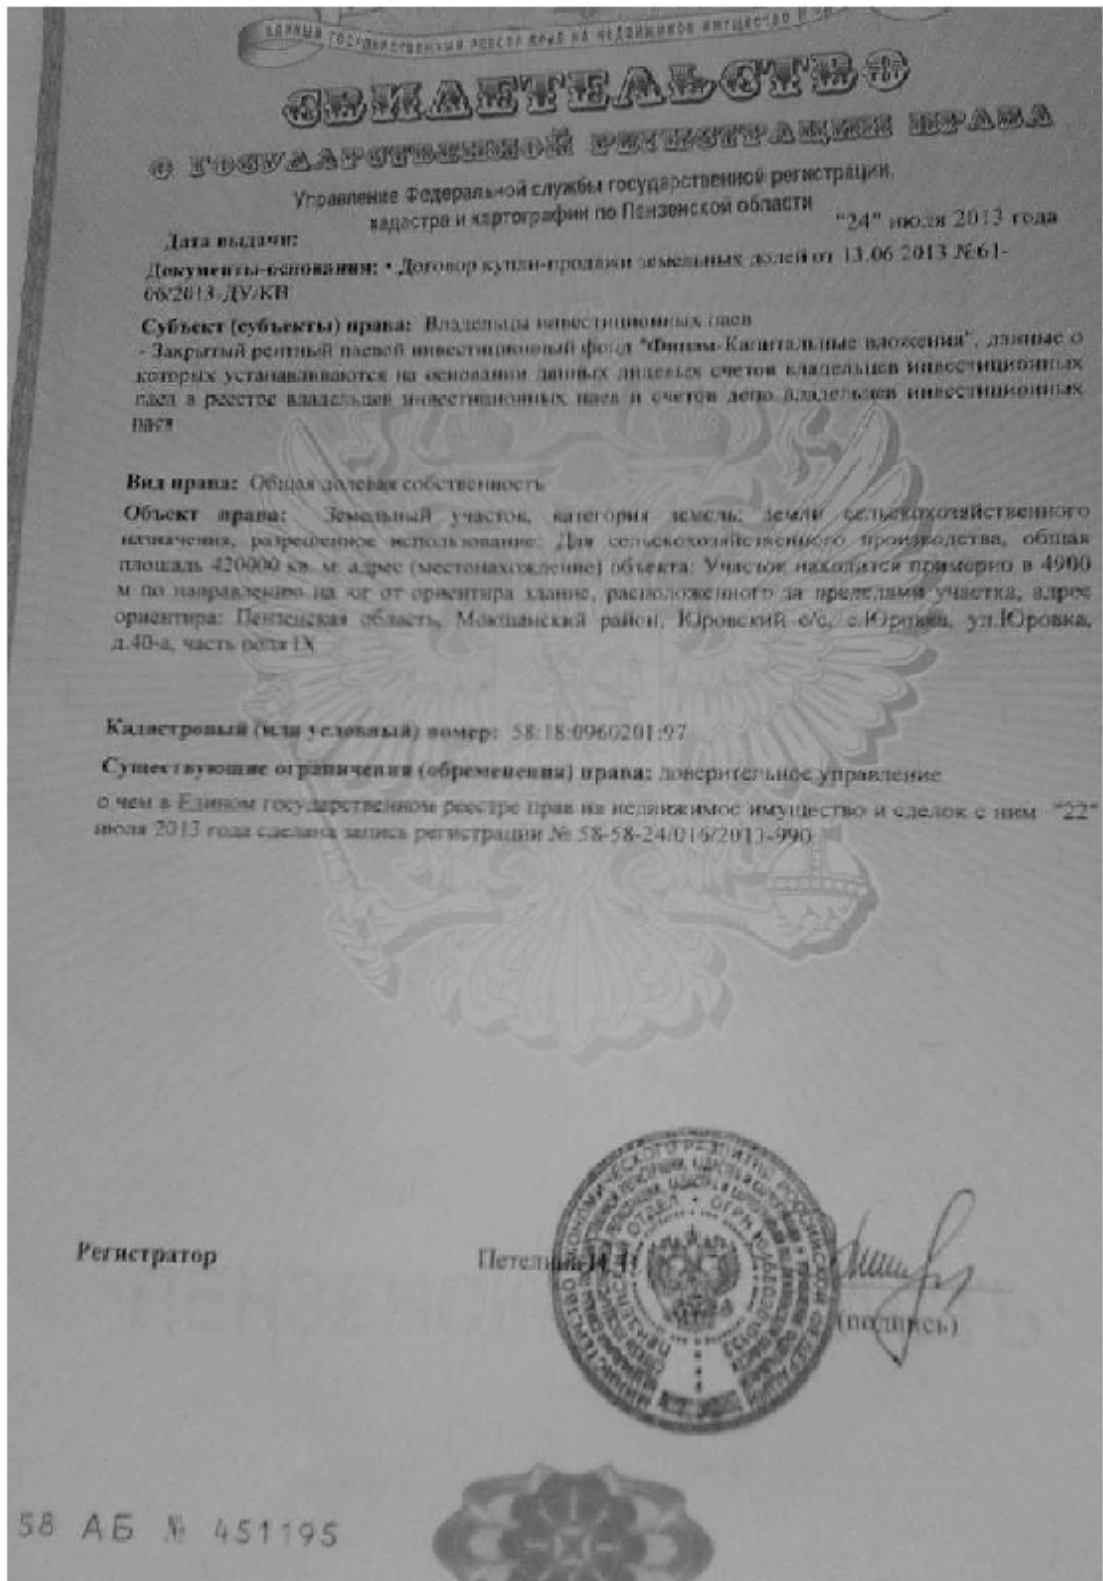 ЕДИНЫЙ ГОСУДАРСТВЕННЫЙ РЕЕСТР ПРАВ НА НЕДВИЖИМОЕ ИМУЩЕСТВО И
СВИДЕТЕЛЬСТВО
О ГОСУДАРСТВЕННОЙ РЕГИСТРАЦИИ ПРАВА
Управление Федеральной службы государственной регистрации,
кадастра и картографии по Пензенской области
Дата выдачи: "24" июля 2013 года
Документы-основания: • Договор купли-продажи земельных долей от 13.06.2013 №61-
06/2013-ДУ/КВ
Субъект (субъекты) права: Владельцы инвестиционных паев
- Закрытый рентный паевой инвестиционный фонд "Финам-Капитальные вложения", данные о
которых устанавливаются на основании данных лицевых счетов владельцев инвестиционных
паев в реестре владельцев инвестиционных паев и счетов депо владельцев инвестиционных
паев
Вид права: Общая долевая собственность
Объект права: Земельный участок, категория земель: земли сельскохозяйственного
назначения, разрешенное использование: Для сельскохозяйственного производства, общая
площадь 420000 кв. м, адрес (местонахождение) объекта: Участок находится примерно в 4900
м по направлению на юг от ориентира здание, расположенного за пределами участка, адрес
ориентира: Пензенская область, Мокшанский район, Юровский с/с, с.Юровка, ул.Юровка,
д.40-а, часть поля IX
Кадастровый (или условный) номер: 58:18:0960201:97
Существующие ограничения (обременения) права: доверительное управление
о чем в Едином государственном реестре прав на недвижимое имущество и сделок с ним "22"
июля 2013 года сделана запись регистрации № 58-58-24/016/2013-990
Регистратор
(подпись)
58 АБ № 451195